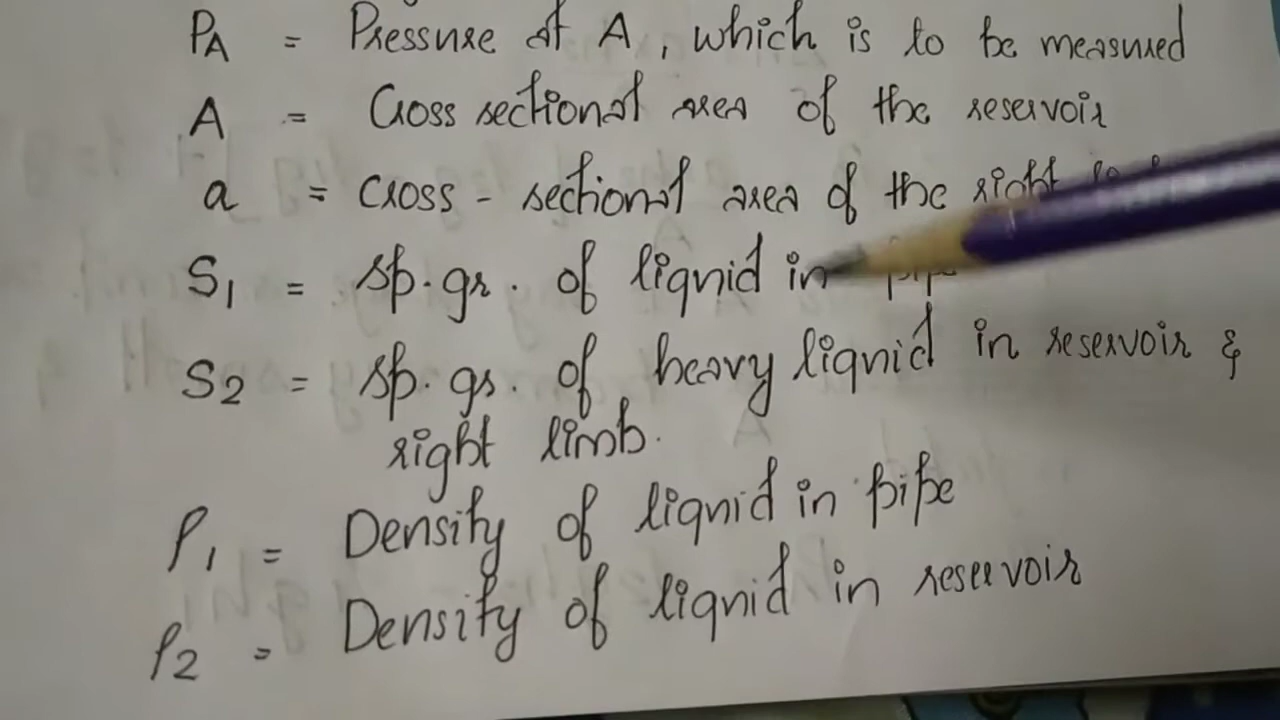 PA = Pressure at A, which is to be measured
A = Cross sectional area of the reservoir
a = cross - sectional area of the right
S1 = sp. gr. of liquid in
S2 = sp. gr. of heavy liquid in reservoir &
right limb.
ρ1 = Density of liquid in pipe
ρ2 = Density of liquid in reservoir